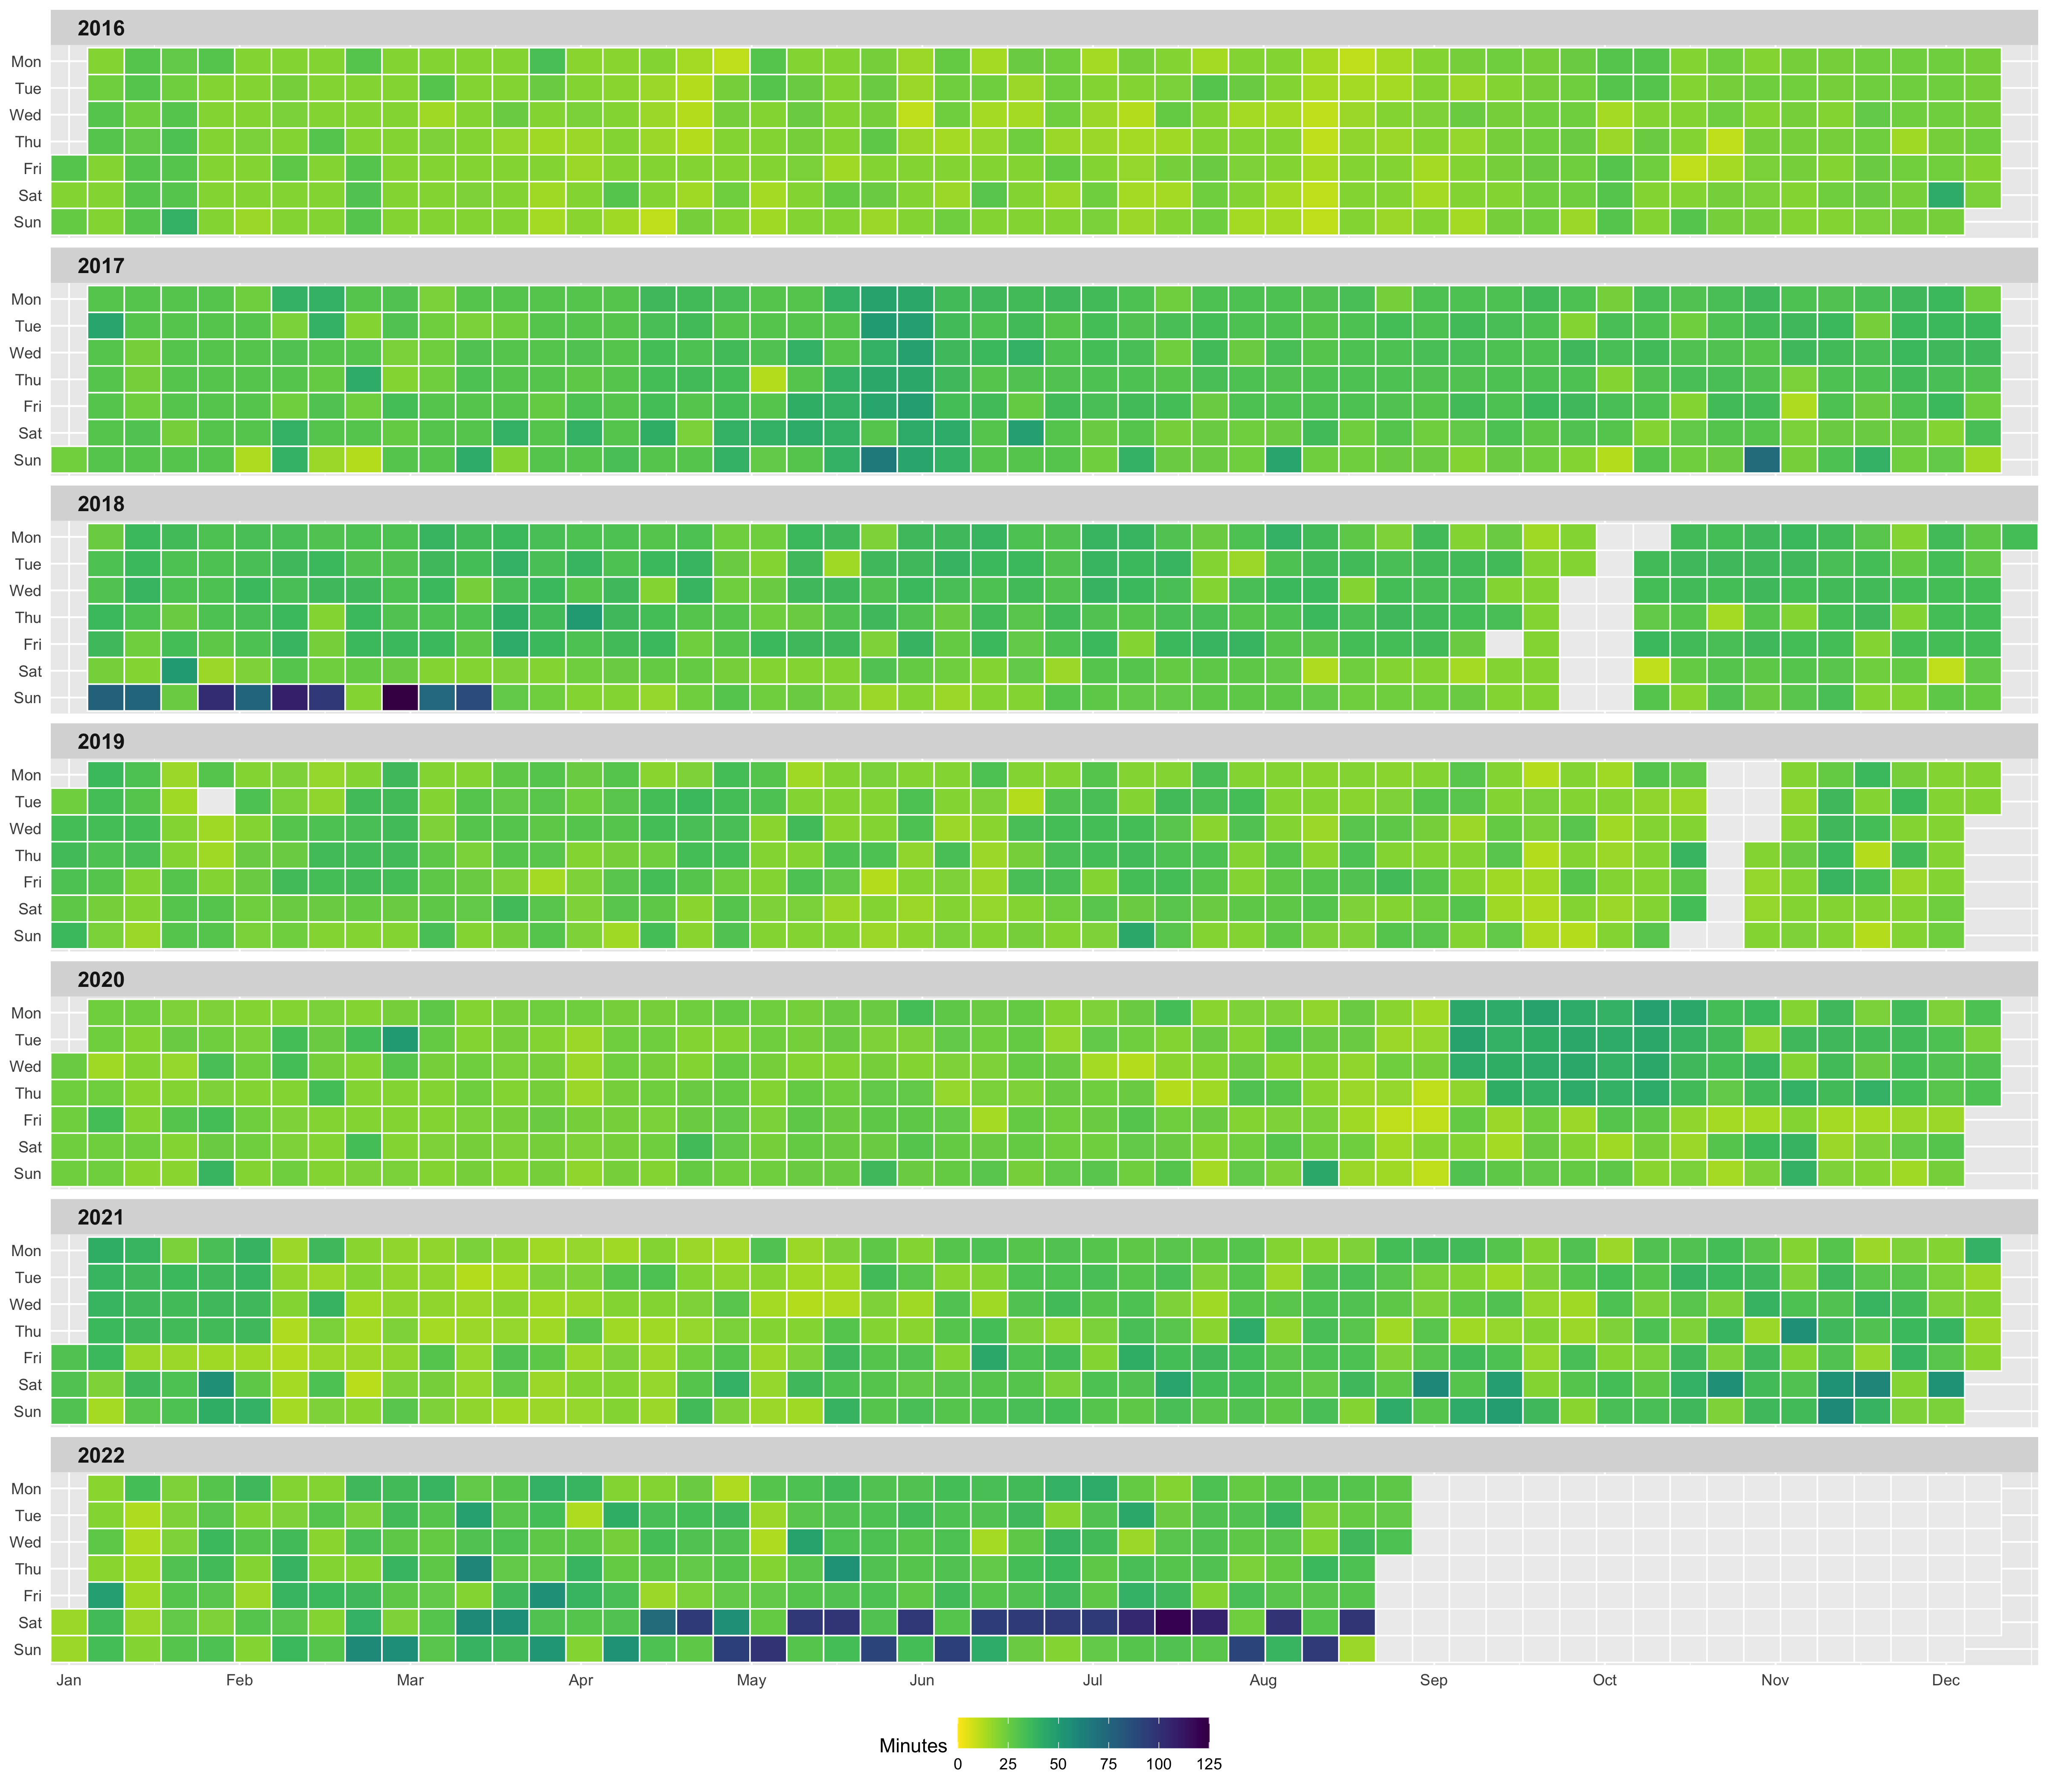 2016
Mon
Tue
Wed
Thu
Fri
Sat
Sun
2017
Mon
Tue
Wed
Thu
Fri
Sat
Sun
2018
Mon
Tue
Wed
Thu
Fri
Sat
Sun
2019
Mon
Tue
Wed
Thu
Fri
Sat
Sun
2020
Mon
Tue
Wed
Thu
Fri
Sat
Sun
2021
Mon
Tue
Wed
Thu
Fri
Sat
Sun
2022
Mon
Tue
Wed
Thu
Fri
Sat
Sun
Jan Feb Mar Apr May Jun Jul Aug Sep Oct Nov Dec
Minutes
0 25 50 75 100 125